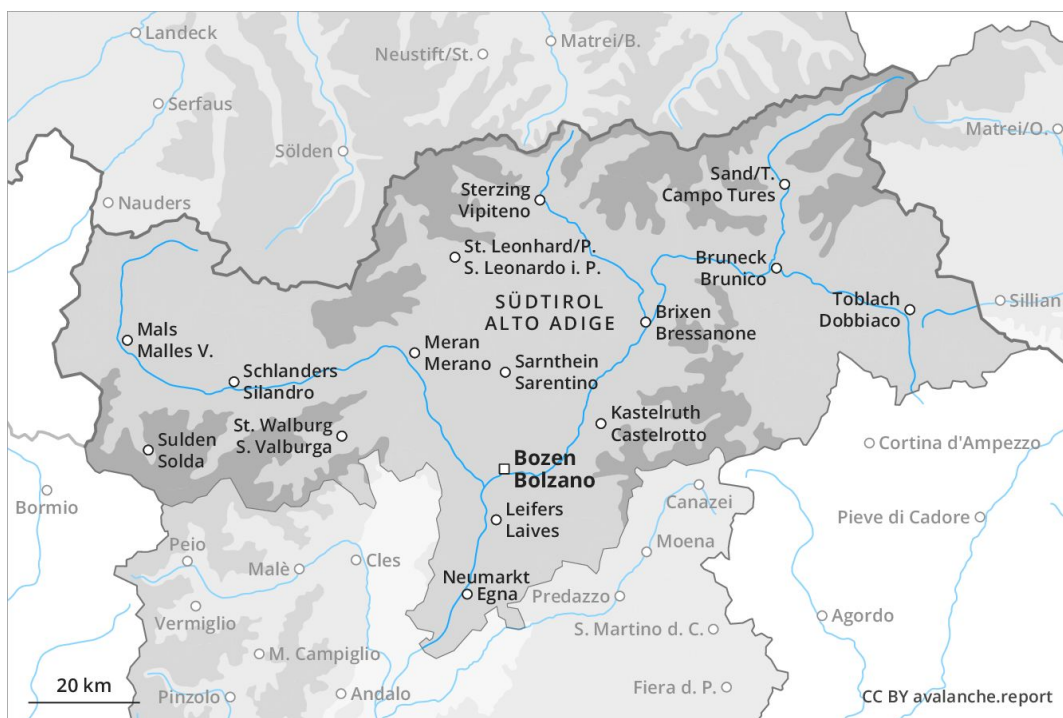 Landeck
Neustift/St.
Matrei/B.
Serfaus
Matrei/O.
Sölden
Sand/T.
Campo Tures
Sterzing
Vipiteno
Nauders
St. Leonhard/P.
S. Leonardo i. P.
Bruneck
Brunico
SÜDTIROL
ALTO ADIGE
Toblach
Dobbiaco
Sillian
Brixen
Bressanone
Mals
Malles V.
Meran
Merano
Sarnthein
Sarentino
Schlanders
Silandro
Kastelruth
Castelrotto
St. Walburg
S. Valburga
Sulden
Solda
Cortina d'Ampezzo
Bozen
Bolzano
Bormio
Canazei
Leifers
Laives
Pieve di Cadore
Moena
Peio
Cles
Malè
Neumarkt
Egna
Predazzo
Vermiglio
Agordo
S. Martino d. C.
M. Campiglio
20 km
Pinzolo
Andalo
Fiera d. P.
CC BY avalanche.report